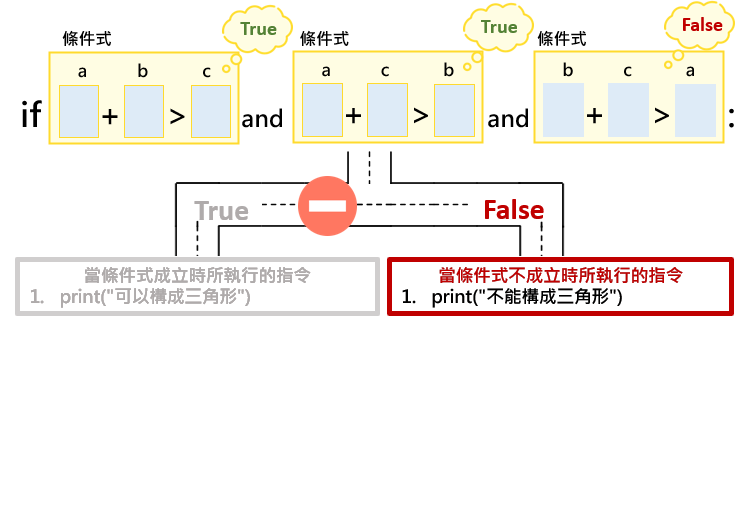 True
True
False
條件式
條件式
條件式
a b c
a c b
b c a
if + > and + > and + > :
True False
當條件式成立時所執行的指令
1. print("可以構成三角形")
當條件式不成立時所執行的指令
1. print("不能構成三角形")